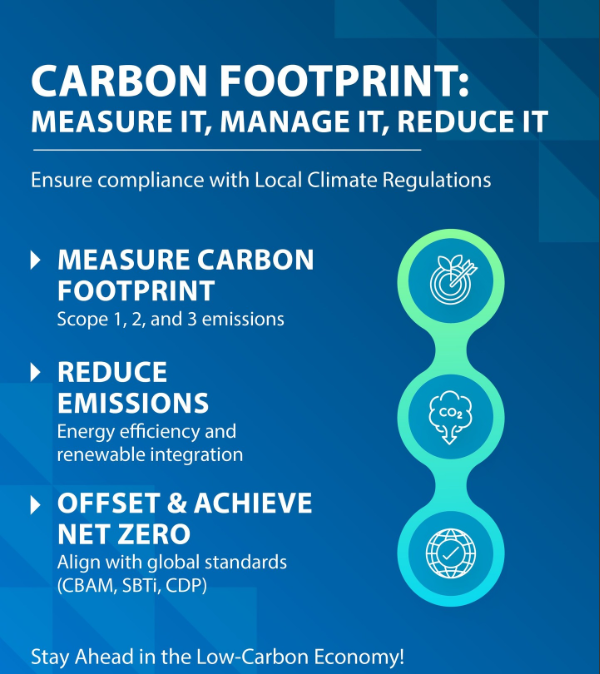 CARBON FOOTPRINT:
MEASURE IT, MANAGE IT, REDUCE IT
Ensure compliance with Local Climate Regulations
MEASURE CARBON
FOOTPRINT
Scope 1, 2, and 3 emissions
REDUCE
EMISSIONS
Energy efficiency and
renewable integration
CO₂
OFFSET & ACHIEVE
NET ZERO
Align with global standards
(CBAM, SBTi, CDP)
Stay Ahead in the Low-Carbon Economy!